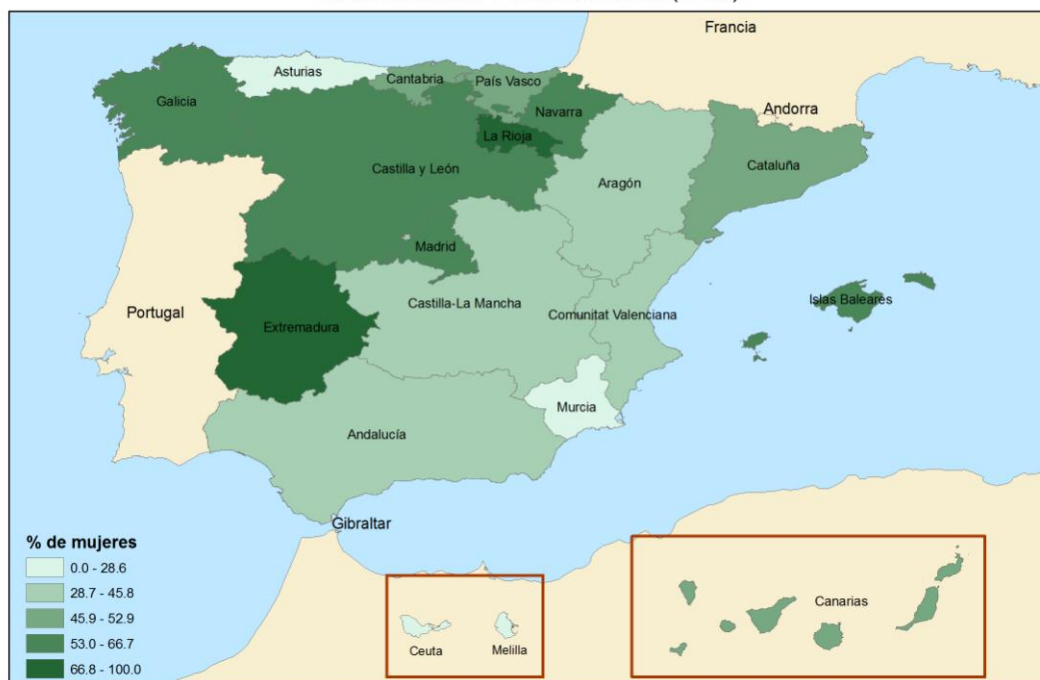 Francia
Asturias
Cantabria
País Vasco
Galicia
Navarra
Andorra
La Rioja
Castilla y León
Cataluña
Aragón
Madrid
Portugal
Castilla-La Mancha
Islas Baleares
Comunitat Valenciana
Extremadura
Murcia
Andalucía
Gibraltar
% de mujeres
0.0 - 28.6
28.7 - 45.8
45.9 - 52.9
53.0 - 66.7
66.8 - 100.0
Ceuta
Melilla
Canarias